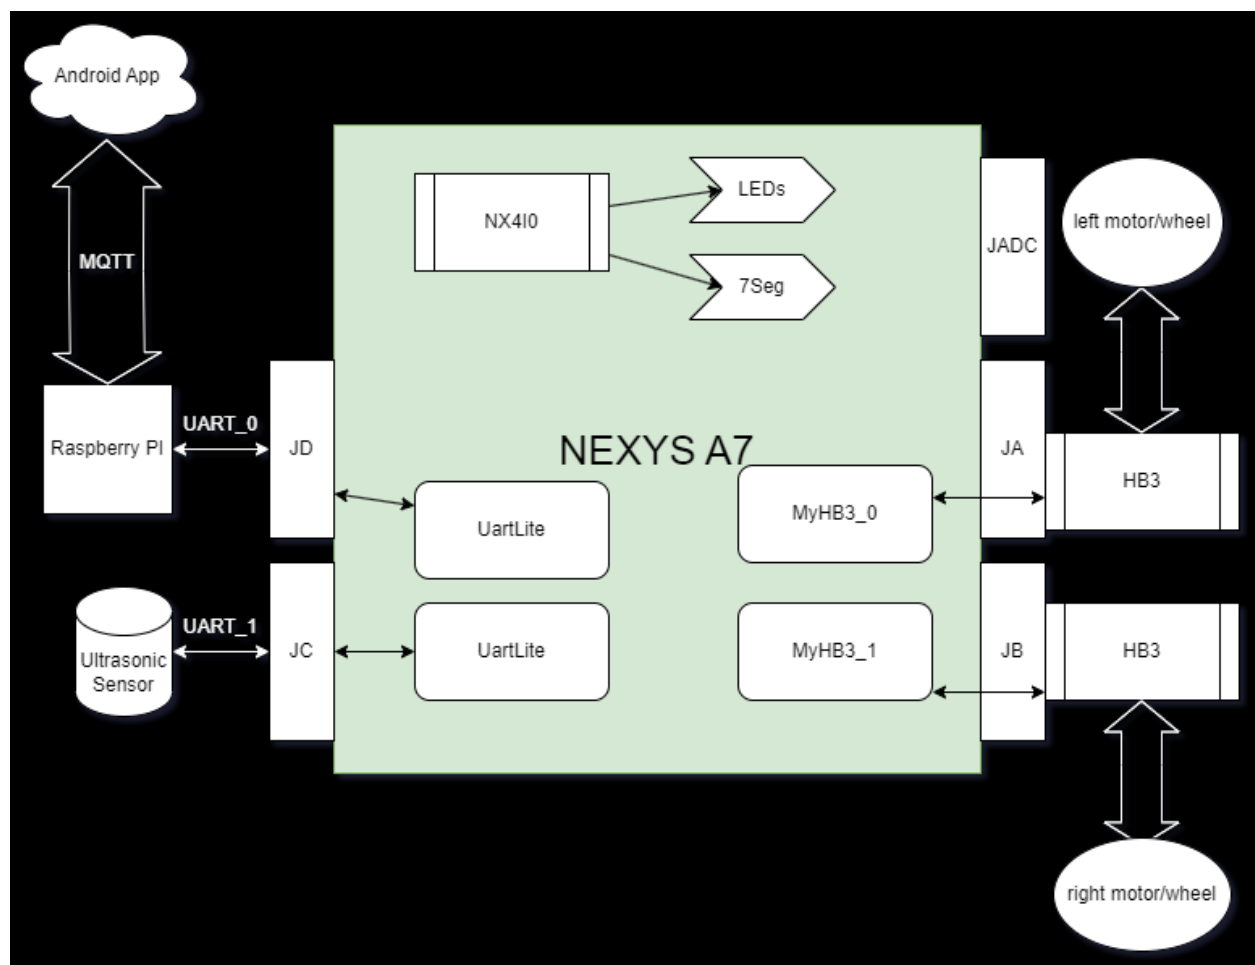 Android App
MQTT
Raspberry PI
UART_0
JD
UartLite
Ultrasonic
Sensor
UART_1
JC
UartLite
NX4I0
LEDs
7Seg
NEXYS A7
MyHB3_0
MyHB3_1
JADC
JA
JB
left motor/wheel
HB3
HB3
right motor/wheel